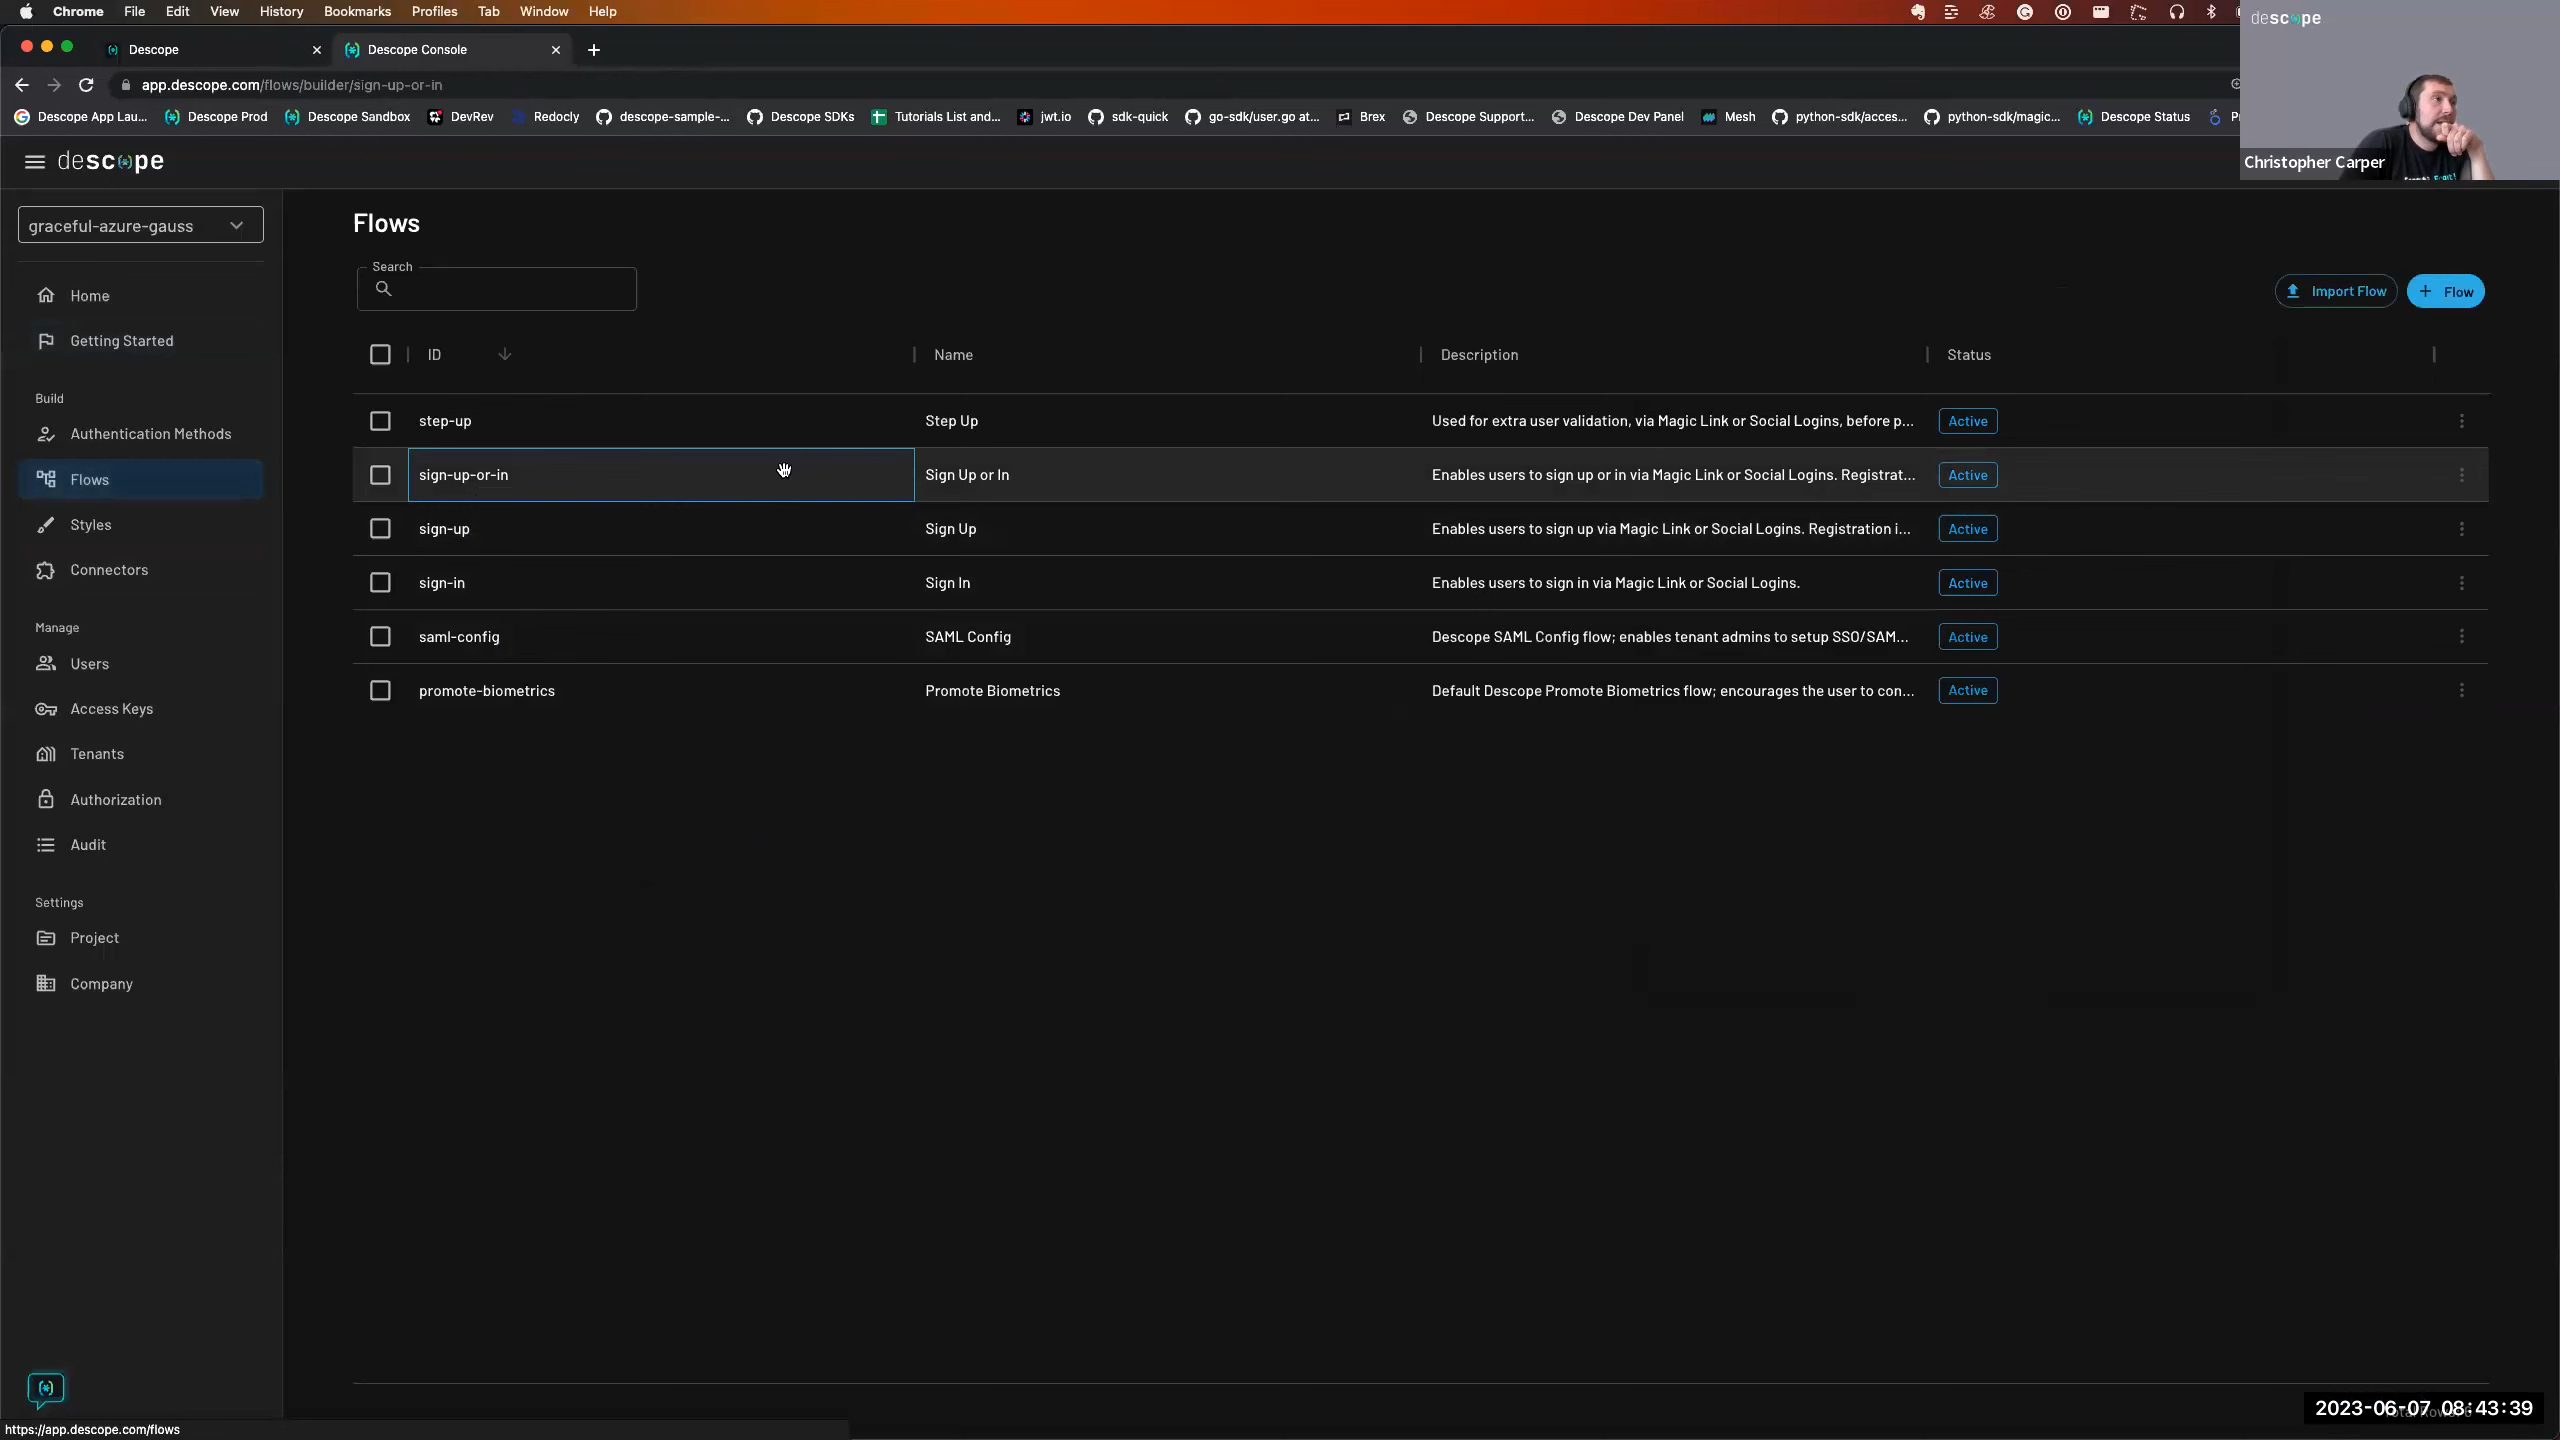 Chrome File Edit View History Bookmarks Profiles Tab Window Help
descope
Descope
Descope Console
app.descope.com/flows/builder/sign-up-or-in
Descope App Lau... Descope Prod Descope Sandbox DevRev Redocly descope-sample-... Descope SDKs Tutorials List and... jwt.io sdk-quick go-sdk/user.go at... Brex Descope Support... Descope Dev Panel Mesh python-sdk/acces... python-sdk/magic... Descope Status
Christopher Carper
descope
graceful-azure-gauss
Home
Getting Started
Build
Authentication Methods
Flows
Styles
Connectors
Manage
Users
Access Keys
Tenants
Authorization
Audit
Settings
Project
Company
Flows
Search
Import Flow
+ Flow
ID Name Description Status
step-up Step Up Used for extra user validation, via Magic Link or Social Logins, before p... Active
sign-up-or-in Sign Up or In Enables users to sign up or in via Magic Link or Social Logins. Registrat... Active
sign-up Sign Up Enables users to sign up via Magic Link or Social Logins. Registration i... Active
sign-in Sign In Enables users to sign in via Magic Link or Social Logins. Active
saml-config SAML Config Descope SAML Config flow; enables tenant admins to setup SSO/SAM... Active
promote-biometrics Promote Biometrics Default Descope Promote Biometrics flow; encourages the user to con... Active
2023-06-07 08:43:39
https://app.descope.com/flows